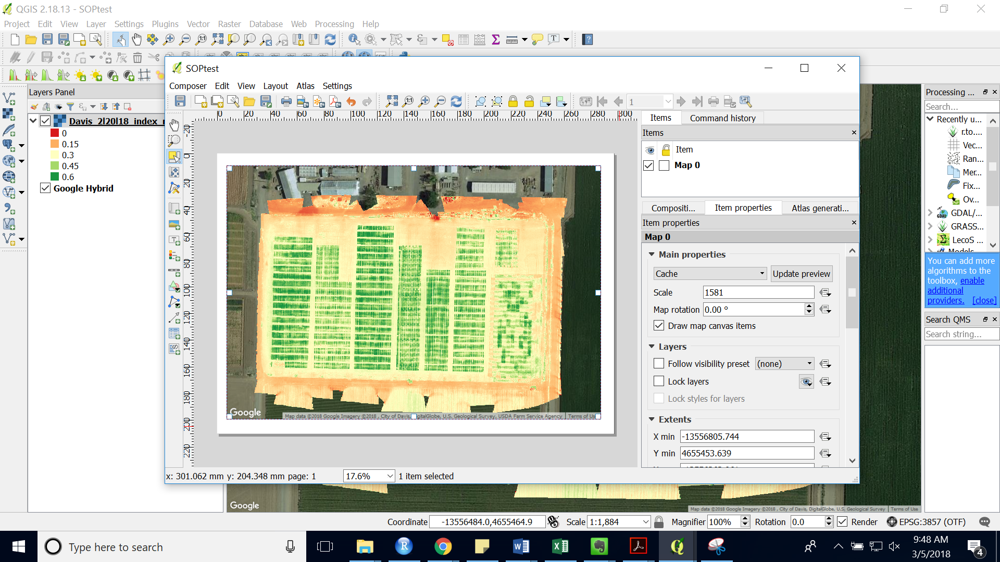 QGIS 2.18.13 - SOPtest
Project Edit View Layer Settings Plugins Vector Raster Database Web Processing Help
SOPtest
Composer Edit View Layout Atlas Settings
1
Layers Panel
Davis_2l20l18_index_
0
0.15
0.3
0.45
0.6
Google Hybrid
0 20 40 60 80 100 120 140 160 180 200 220 240 260 280 300
-20 0 20 40 60 80 100 120 140 160 180 200 220
Google
Map data ©2018 Google Imagery ©2018 , City of Davis, DigitalGlobe, U.S. Geological Survey, USDA Farm Service Agency Terms of Use
Items Command history
Items
Item
Map 0
Compositi... Item properties Atlas generati...
Item properties
Map 0
Main properties
Cache Update preview
Scale 1581
Map rotation 0.00 °
Draw map canvas items
Layers
Follow visibility preset (none)
Lock layers
Lock styles for layers
Extents
X min -13556805.744
Y min 4655453.639
x: 301.062 mm y: 204.348 mm page: 1 17.6% 1 item selected
Processing ...
Search...
Recently u...
r.to....
Vec...
Ran...
Mer...
Fix...
Ov...
GDAL/...
GRASS...
LecoS ...
Models
You can add more
algorithms to the
toolbox, enable
additional
providers. [close]
Search QMS
Search string...
Google
Map data ©2018 Google Imagery ©2018 , City of Davis, DigitalGlobe, U.S. Geological Survey Terms of Use
Coordinate -13556484.0,4655464.9 Scale 1:1,884 Magnifier 100% Rotation 0.0 Render EPSG:3857 (OTF)
Type here to search
9:48 AM
3/5/2018
4